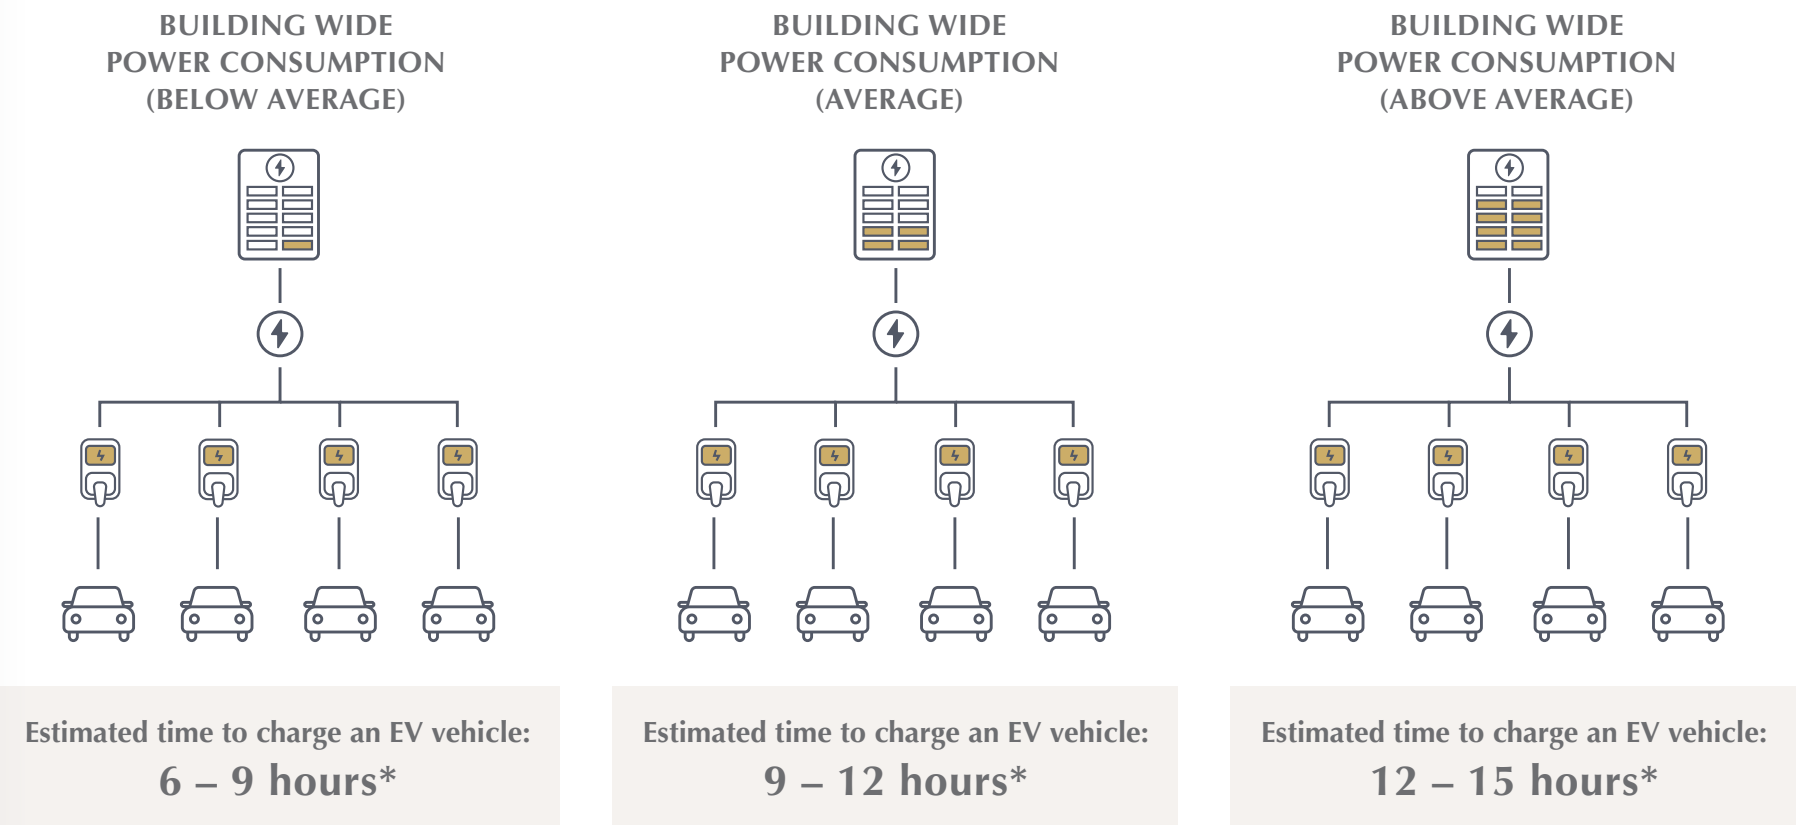 BUILDING WIDE
POWER CONSUMPTION
(BELOW AVERAGE)
Estimated time to charge an EV vehicle:
6 – 9 hours*
BUILDING WIDE
POWER CONSUMPTION
(AVERAGE)
Estimated time to charge an EV vehicle:
9 – 12 hours*
BUILDING WIDE
POWER CONSUMPTION
(ABOVE AVERAGE)
Estimated time to charge an EV vehicle:
12 – 15 hours*